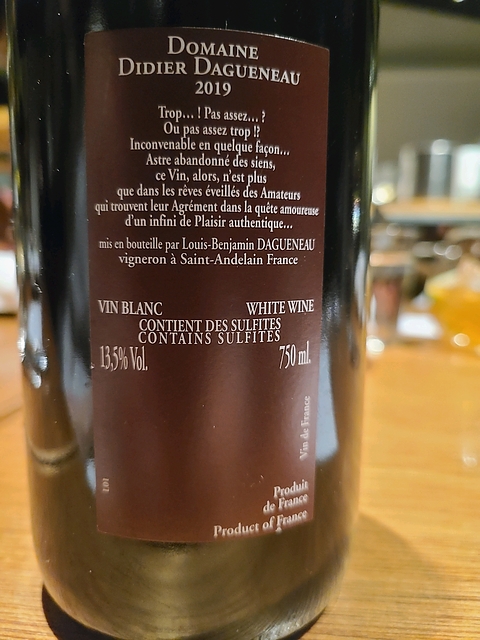 DOMAINE
DIDIER DAGUENEAU
2019
Trop... ! Pas assez... ?
Ou pas assez trop !?
Inconvenable en quelque façon...
Astre abandonné des siens,
ce Vin, alors, n'est plus
que dans les rêves éveillés des Amateurs
qui trouvent leur Agrément dans la quête amoureuse
d'un infini de Plaisir authentique...
mis en bouteille par Louis-Benjamin DAGUENEAU
vigneron à Saint-Andelain France
VIN BLANC WHITE WINE
CONTIENT DES SULFITES
CONTAINS SULFITES
13,5% Vol. 750 ml.
Vin de France
L01
Produit
de France
Product of France